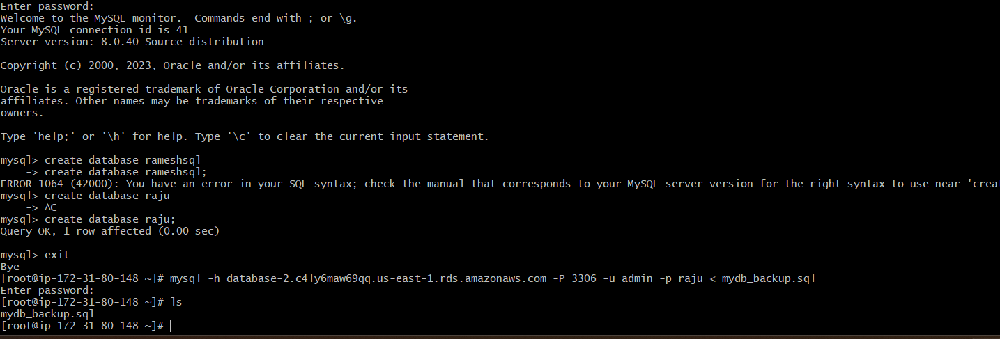 Enter password:
Welcome to the MySQL monitor.  Commands end with ; or \g.
Your MySQL connection id is 41
Server version: 8.0.40 Source distribution

Copyright (c) 2000, 2023, Oracle and/or its affiliates.

Oracle is a registered trademark of Oracle Corporation and/or its
affiliates. Other names may be trademarks of their respective
owners.

Type 'help;' or '\h' for help. Type '\c' to clear the current input statement.

mysql> create database rameshsql
    -> create database rameshsql;
ERROR 1064 (42000): You have an error in your SQL syntax; check the manual that corresponds to your MySQL server version for the right syntax to use near 'creat
mysql> create database raju
    -> ^C
mysql> create database raju;
Query OK, 1 row affected (0.00 sec)

mysql> exit
Bye
[root@ip-172-31-80-148 ~]# mysql -h database-2.c4ly6maw69qq.us-east-1.rds.amazonaws.com -P 3306 -u admin -p raju < mydb_backup.sql
Enter password:
[root@ip-172-31-80-148 ~]# ls
mydb_backup.sql
[root@ip-172-31-80-148 ~]#